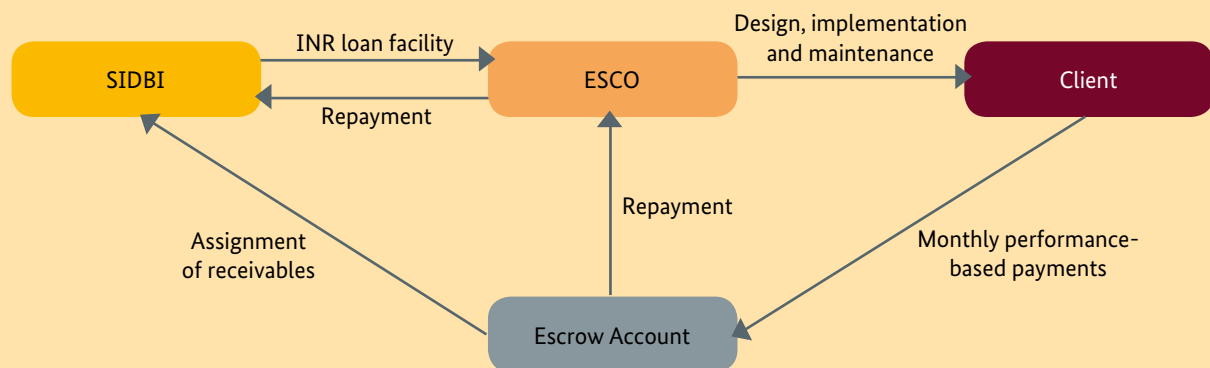 Design, implementation
and maintenance
INR loan facility
SIDBI
ESCO
Client
Repayment
Repayment
Assignment
of receivables
Monthly performance-
based payments
Escrow Account